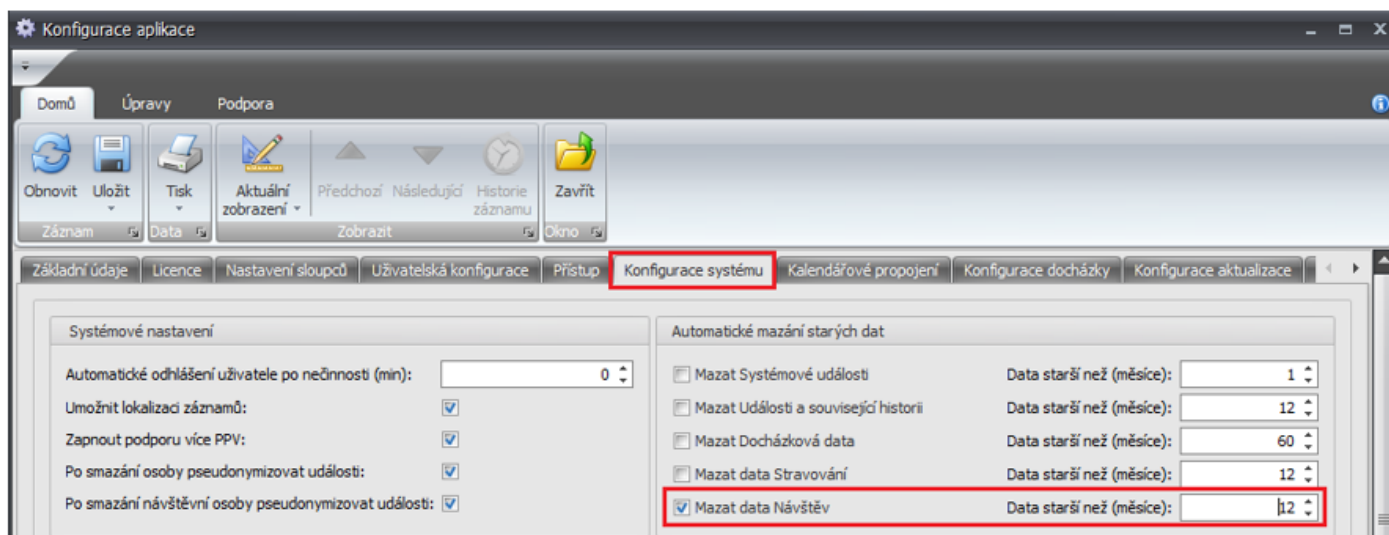 Konfigurace aplikace
Domů Úpravy Podpora
Obnovit Uložit Tisk Aktuální zobrazení Předchozí Následující Historie záznamu Zavřít
Záznam Data Zobrazit Okno
Základní údaje Licence Nastavení sloupců Uživatelská konfigurace Přístup Konfigurace systému Kalendářové propojení Konfigurace docházky Konfigurace aktualizace
Systémové nastavení
Automatické odhlášení uživatele po nečinnosti (min): 0
Umožnit lokalizaci záznamů:
Zapnout podporu více PPV:
Po smazání osoby pseudonymizovat události:
Po smazání návštěvní osoby pseudonymizovat události:
Automatické mazání starých dat
Mazat Systémové události Data starší než (měsíce): 1
Mazat Události a související historii Data starší než (měsíce): 12
Mazat Docházková data Data starší než (měsíce): 60
Mazat data Stravování Data starší než (měsíce): 12
Mazat data Návštěv Data starší než (měsíce): 12